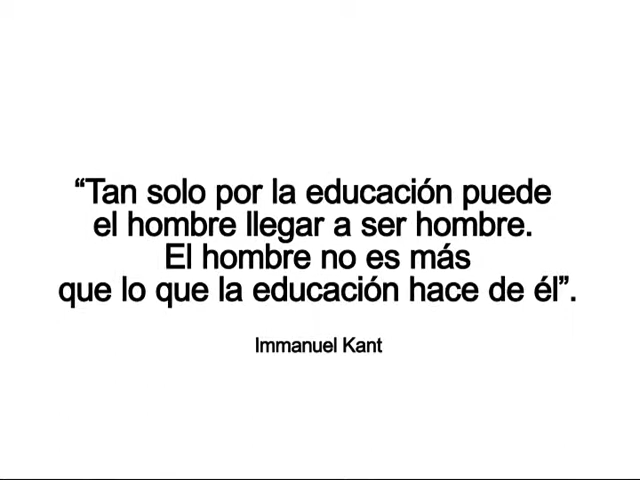 “Tan solo por la educación puede
el hombre llegar a ser hombre.
El hombre no es más
que lo que la educación hace de él”.
Immanuel Kant